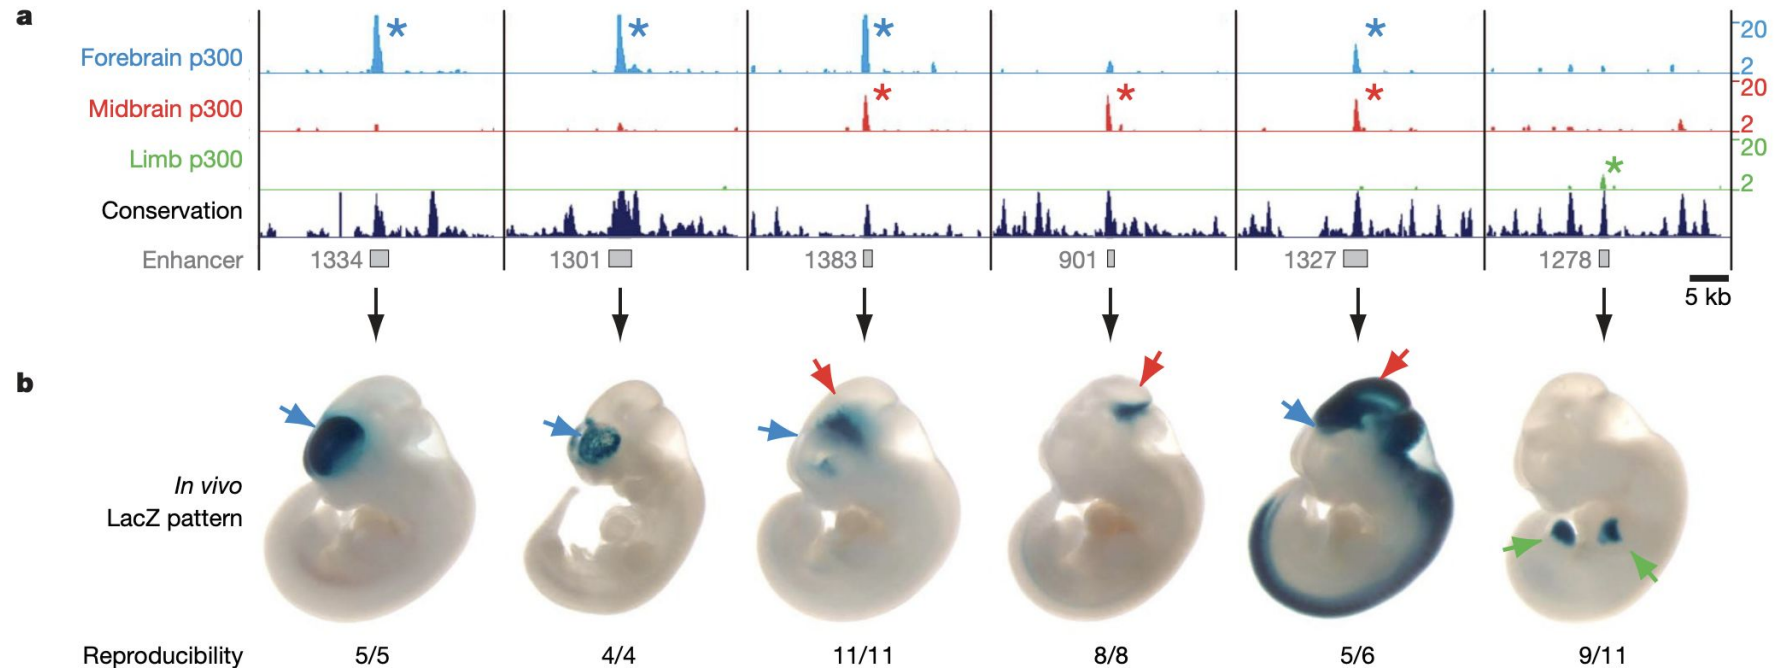 a
Forebrain p300
* * * *
20
2
Midbrain p300
* * *
20
2
Limb p300
*
20
2
Conservation
Enhancer 1334 1301 1383 901 1327 1278
5 kb
b
In vivo
LacZ pattern
Reproducibility 5/5 4/4 11/11 8/8 5/6 9/11